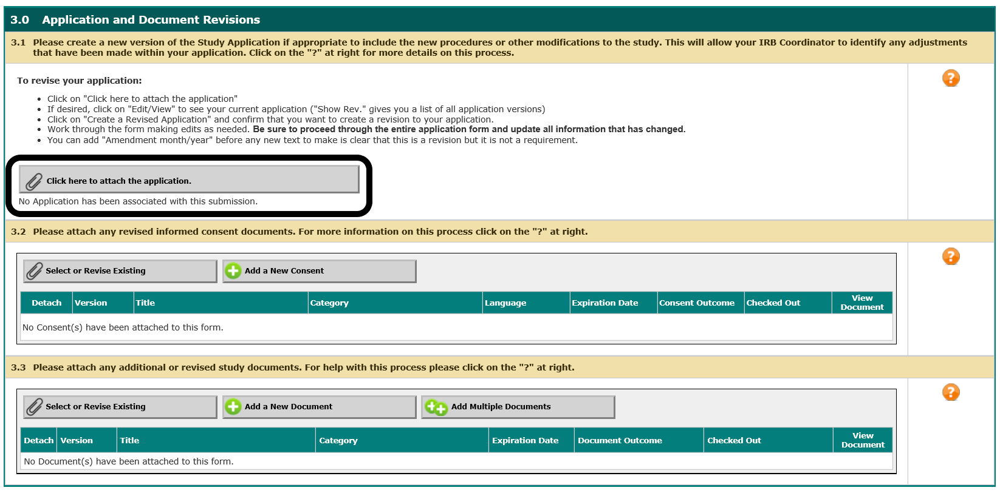 3.0 Application and Document Revisions
3.1 Please create a new version of the Study Application if appropriate to include the new procedures or other modifications to the study. This will allow your IRB Coordinator to identify any adjustments
that have been made within your application. Click on the "?" at right for more details on this process.
?
To revise your application:
• Click on "Click here to attach the application"
• If desired, click on "Edit/View" to see your current application ("Show Rev." gives you a list of all application versions)
• Click on "Create a Revised Application" and confirm that you want to create a revision to your application.
• Work through the form making edits as needed. Be sure to proceed through the entire application form and update all information that has changed.
• You can add "Amendment month/year" before any new text to make is clear that this is a revision but it is not a requirement.
Click here to attach the application.
No Application has been associated with this submission.
3.2 Please attach any revised informed consent documents. For more information on this process click on the "?" at right.
?
Select or Revise Existing Add a New Consent
Detach Version Title Category Language Expiration Date Consent Outcome Checked Out View Document
No Consent(s) have been attached to this form.
3.3 Please attach any additional or revised study documents. For help with this process please click on the "?" at right.
?
Select or Revise Existing Add a New Document Add Multiple Documents
Detach Version Title Category Expiration Date Document Outcome Checked Out View Document
No Document(s) have been attached to this form.